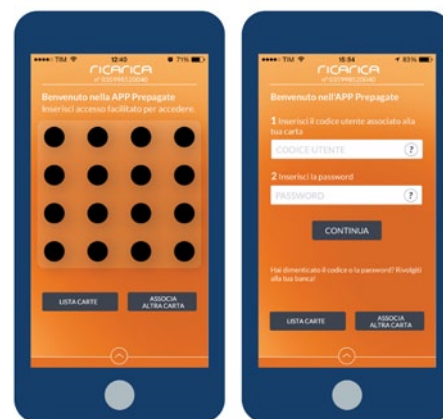 TIM 12:40 71%
RICARICA
Benvenuto nella APP Prepagate
Inserisci accesso facilitato per accedere.
LISTA CARTE
ASSOCIA
ALTRA CARTA
TIM 16:54 83%
RICARICA
Benvenuto nell'APP Prepagate
1 Inserisci il codice utente associato alla
tua carta
CODICE UTENTE ?
2 Inserisci la password
PASSWORD ?
CONTINUA
Hai dimenticato il codice o la password? Rivolgiti
alla tua banca!
LISTA CARTE
ASSOCIA
ALTRA CARTA